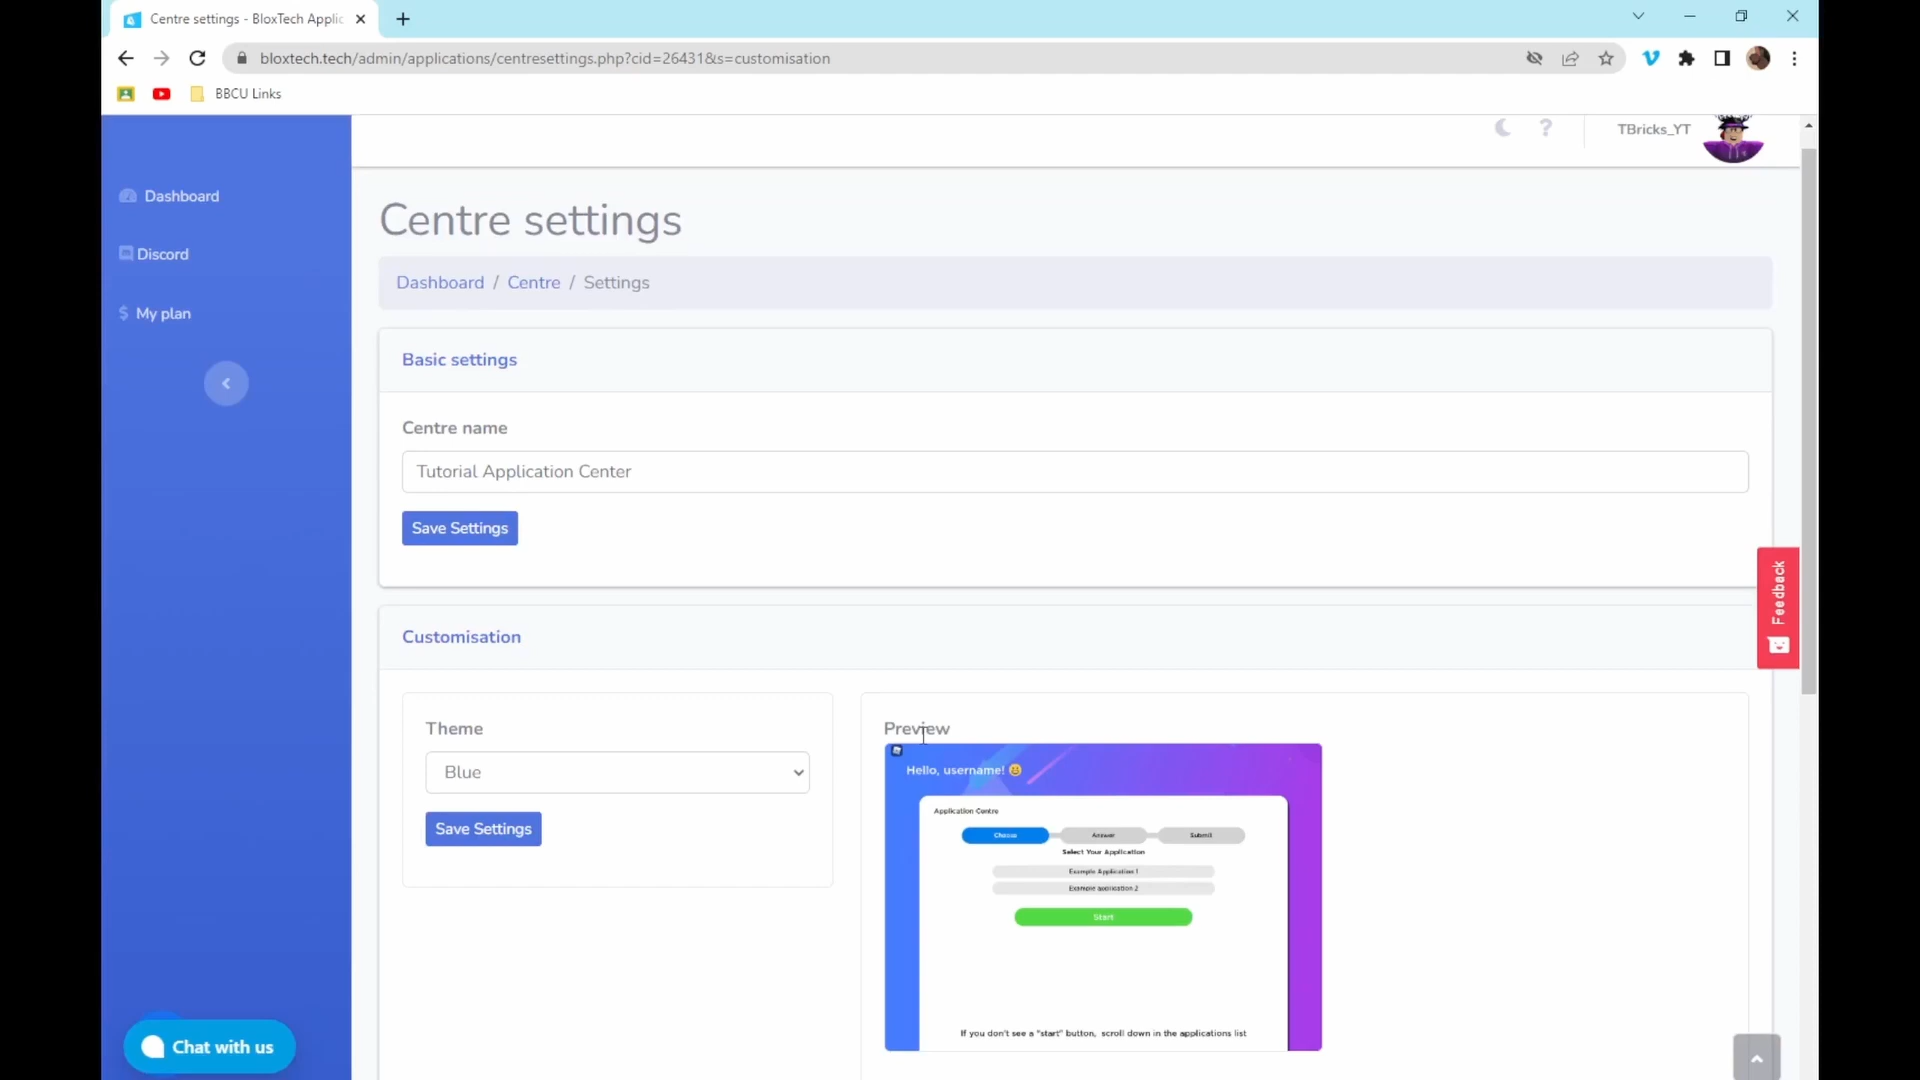 Centre settings - BloxTech Applic
bloxtech.tech/admin/applications/centresettings.php?cid=26431&s=customisation
BBCU Links
TBricks_YT
Dashboard
Discord
My plan
Centre settings
Dashboard / Centre / Settings
Basic settings
Centre name
Tutorial Application Center
Save Settings
Feedback
Customisation
Theme
Blue
Save Settings
Preview
Hello, username!
Application Centre
Choose Answer Submit
Select Your Application
Example Application 1
Example application 2
Start
If you don't see a "start" button, scroll down in the applications list
Chat with us